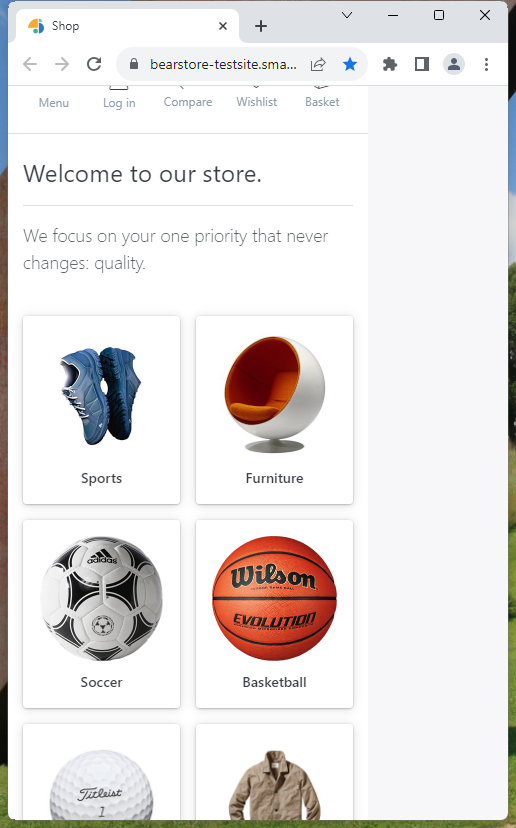 Shop
bearstore-testsite.sma...
Menu
Log in
Compare
Wishlist
Basket
Welcome to our store.
We focus on your one priority that never
changes: quality.
Sports
Furniture
adidas
Wilson
EVOLUTION
Soccer
Basketball
Titleist
1